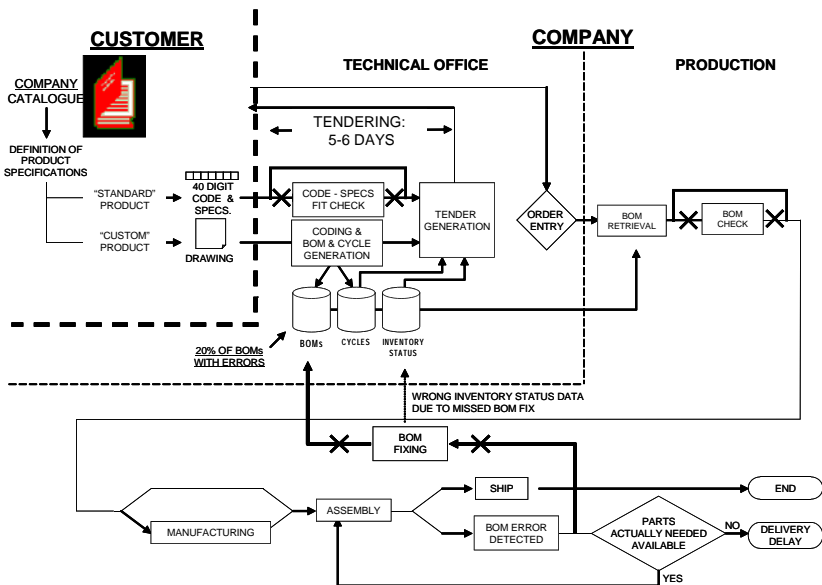 CUSTOMER
COMPANY
CATALOGUE
DEFINITION OF
PRODUCT
SPECIFICATIONS
"STANDARD"
PRODUCT
"CUSTOM"
PRODUCT
40 DIGIT
CODE &
SPECS.
DRAWING
COMPANY
TECHNICAL OFFICE
PRODUCTION
TENDERING:
5-6 DAYS
CODE - SPECS
FIT CHECK
CODING &
BOM & CYCLE
GENERATION
TENDER
GENERATION
ORDER
ENTRY
BOM
RETRIEVAL
BOM
CHECK
BOMs
CYCLES
INVENTORY
STATUS
20% OF BOMs
WITH ERRORS
WRONG INVENTORY STATUS DATA
DUE TO MISSED BOM FIX
BOM
FIXING
MANUFACTURING
ASSEMBLY
SHIP
END
BOM ERROR
DETECTED
PARTS
ACTUALLY NEEDED
AVAILABLE
NO
DELIVERY
DELAY
YES